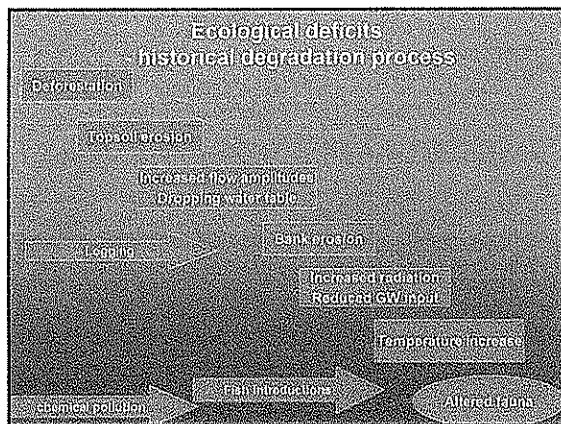 Ecological deficits
- historical degradation process
Deforestation
Topsoil erosion
Increased flow amplitudes
Dropping water table
Logging
Bank erosion
Increased radiation
Reduced GW input
Temperature increase
Fish introductions
chemical pollution
Altered fauna